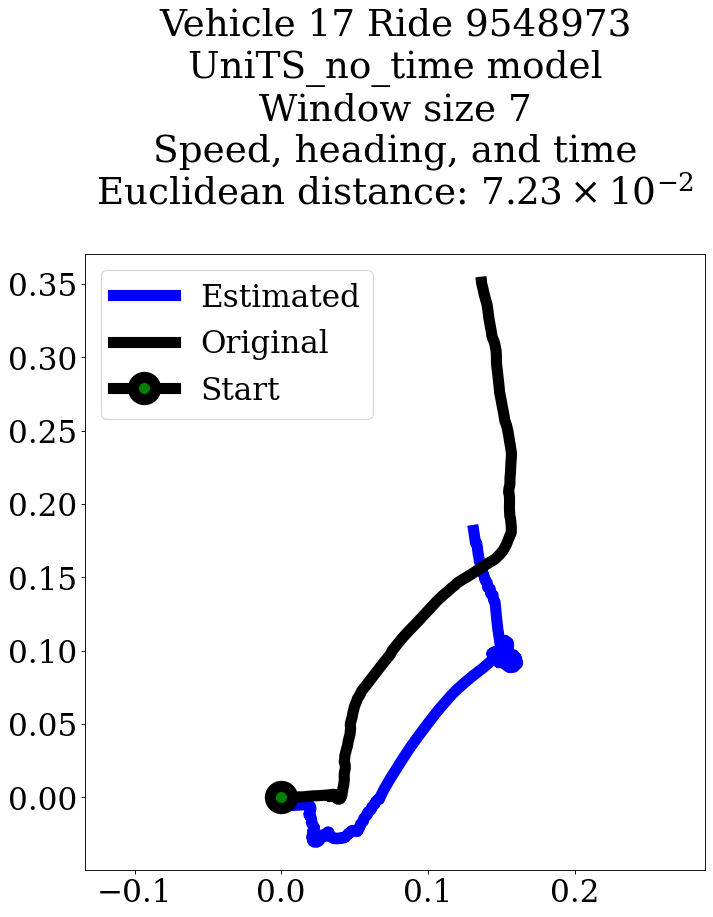 Vehicle 17 Ride 9548973
UniTS_no_time model
Window size 7
Speed, heading, and time
Euclidean distance: 7.23 × 10⁻²
Estimated
Original
Start
0.35
0.30
0.25
0.20
0.15
0.10
0.05
0.00
−0.1 0.0 0.1 0.2